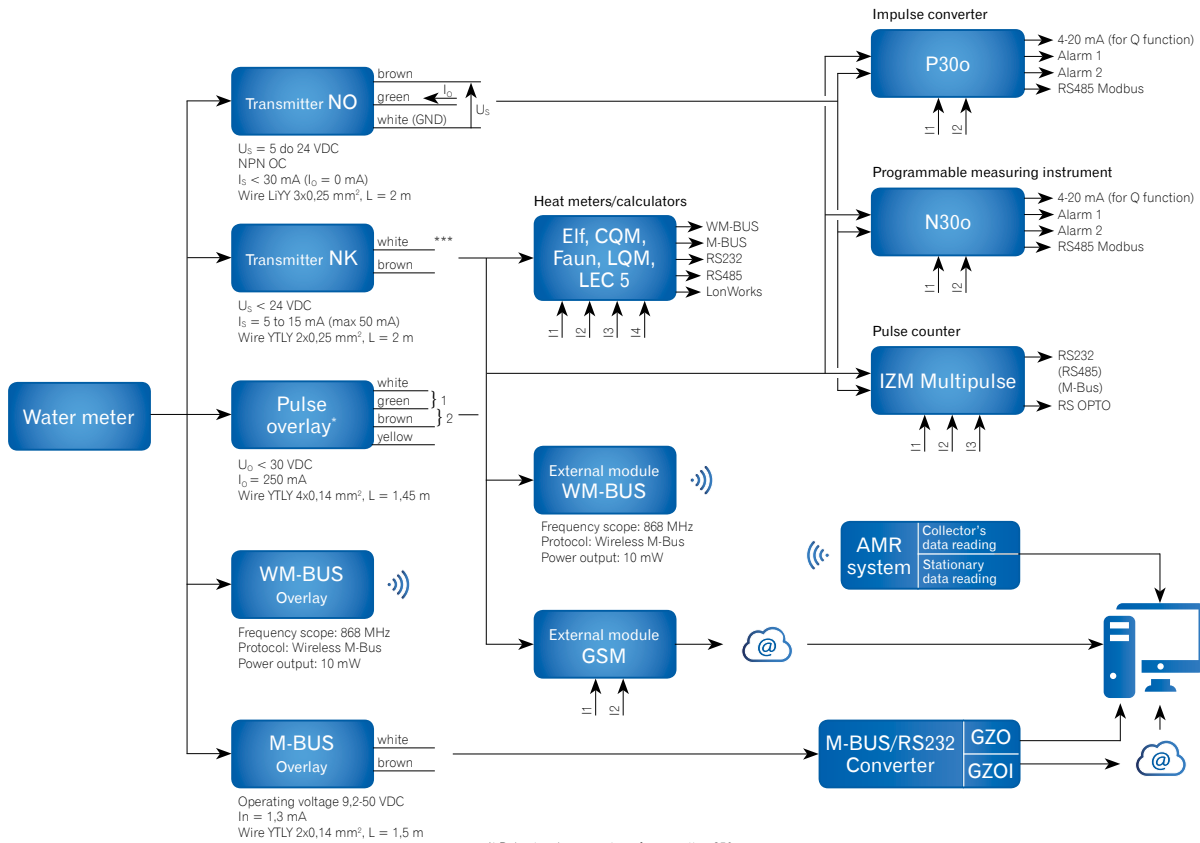 Impulse converter
P30o
4-20 mA (for Q function)
Alarm 1
Alarm 2
RS485 Modbus
I1
I2
Transmitter NO
brown
green
white (GND)
Io
Us
Us = 5 do 24 VDC
NPN OC
Is < 30 mA (Io = 0 mA)
Wire LiYY 3x0,25 mm², L = 2 m
Programmable measuring instrument
N30o
4-20 mA (for Q function)
Alarm 1
Alarm 2
RS485 Modbus
I1
I2
Heat meters/calculators
Elf, CQM,
Faun, LQM,
LEC 5
WM-BUS
M-BUS
RS232
RS485
LonWorks
I1
I2
I3
I4
Transmitter NK
white
***
brown
Us < 24 VDC
Is = 5 to 15 mA (max 50 mA)
Wire YTLY 2x0,25 mm², L = 2 m
Pulse counter
IZM Multipulse
RS232
(RS485)
(M-Bus)
RS OPTO
I1
I2
I3
Water meter
Pulse
overlay*
white
green
brown
yellow
} 1
} 2
Uo < 30 VDC
Io = 250 mA
Wire YTLY 4x0,14 mm², L = 1,45 m
External module
WM-BUS
Frequency scope: 868 MHz
Protocol: Wireless M-Bus
Power output: 10 mW
AMR
system
Collector's
data reading
Stationary
data reading
WM-BUS
Overlay
Frequency scope: 868 MHz
Protocol: Wireless M-Bus
Power output: 10 mW
External module
GSM
I1
I2
@
M-BUS
Overlay
white
brown
Operating voltage 9,2-50 VDC
In = 1,3 mA
Wire YTLY 2x0,14 mm², L = 1,5 m
M-BUS/RS232
Converter
GZO
GZOI
@